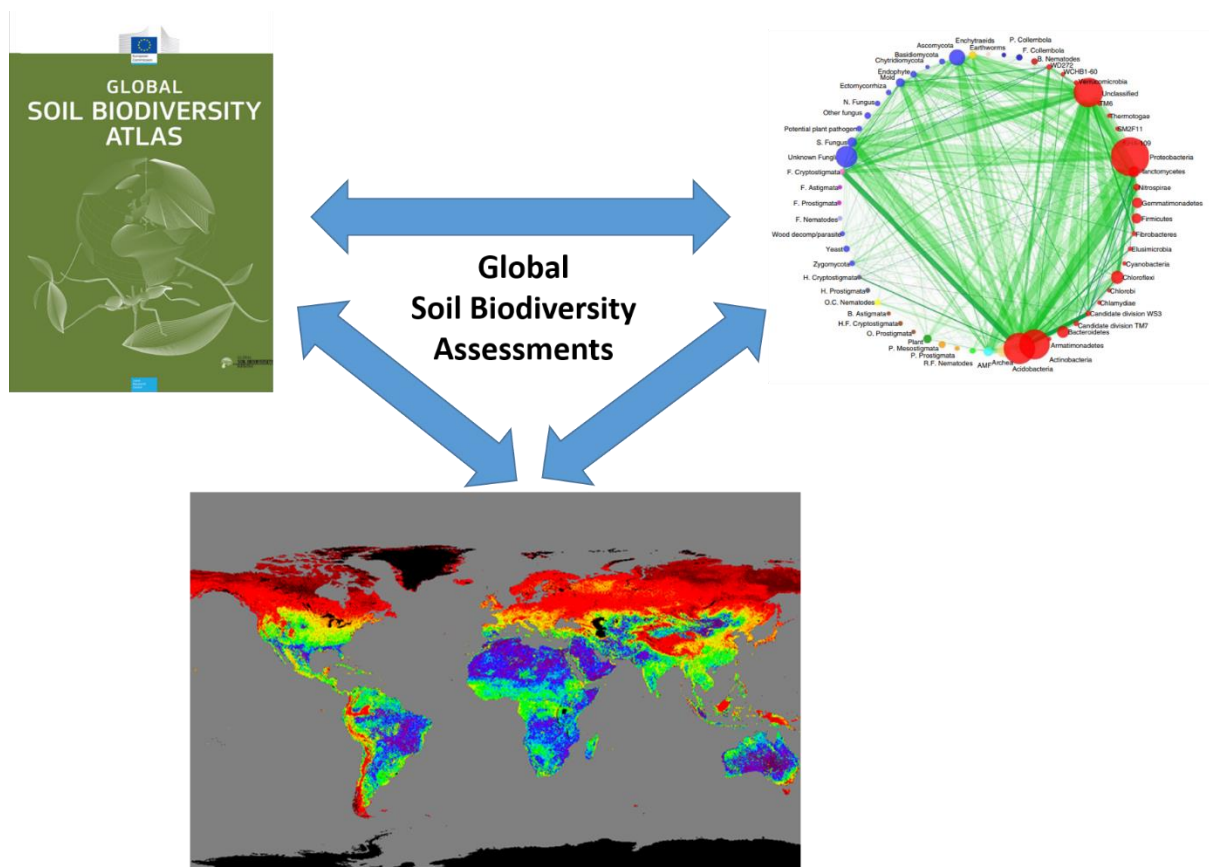 European
Commission
GLOBAL
SOIL BIODIVERSITY
ATLAS
Global
Soil Biodiversity
Assessments
P. Collembola
Enchytraeids
F. Collembola
Ascomycota
Earthworms
B. Nematodes
Basidiomycota
WD272
Chytridiomycota
WCHB1-60
Endophyte
Verrucomicrobia
Mold
Unclassified
Ectomycorrhiza
TM6
N. Fungus
Thermotogae
Other fungus
SM2F11
Potential plant pathogen
S. Fungus
Proteobacteria
Unknown Fungi
Planctomycetes
F. Cryptostigmata
Nitrospirae
F. Astigmata
Gemmatimonadetes
F. Prostigmata
Firmicutes
F. Nematodes
Fibrobacteres
Wood decomp/parasite
Elusimicrobia
Yeast
Cyanobacteria
Zygomycota
Chloroflexi
H. Cryptostigmata
Chlorobi
H. Prostigmata
Chlamydiae
O.C. Nematodes
Candidate division WS3
B. Astigmata
Candidate division TM7
H.F. Cryptostigmata
Bacteroidetes
O. Prostigmata
Armatimonadetes
Plant
Actinobacteria
P. Mesostigmata
Acidobacteria
P. Prostigmata
Archea
R.F. Nematodes
AMF